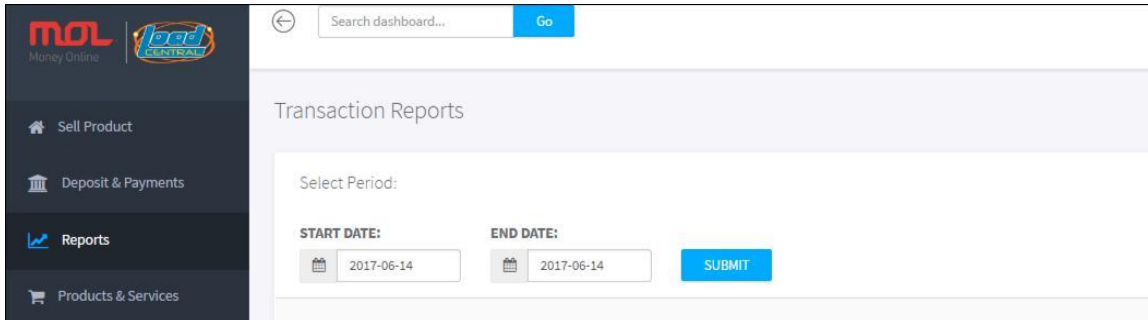 MOL
Money Online
load
CENTRAL
Search dashboard...
Go
Sell Product
Deposit & Payments
Reports
Products & Services
Transaction Reports
Select Period:
START DATE: END DATE:
2017-06-14 2017-06-14 SUBMIT